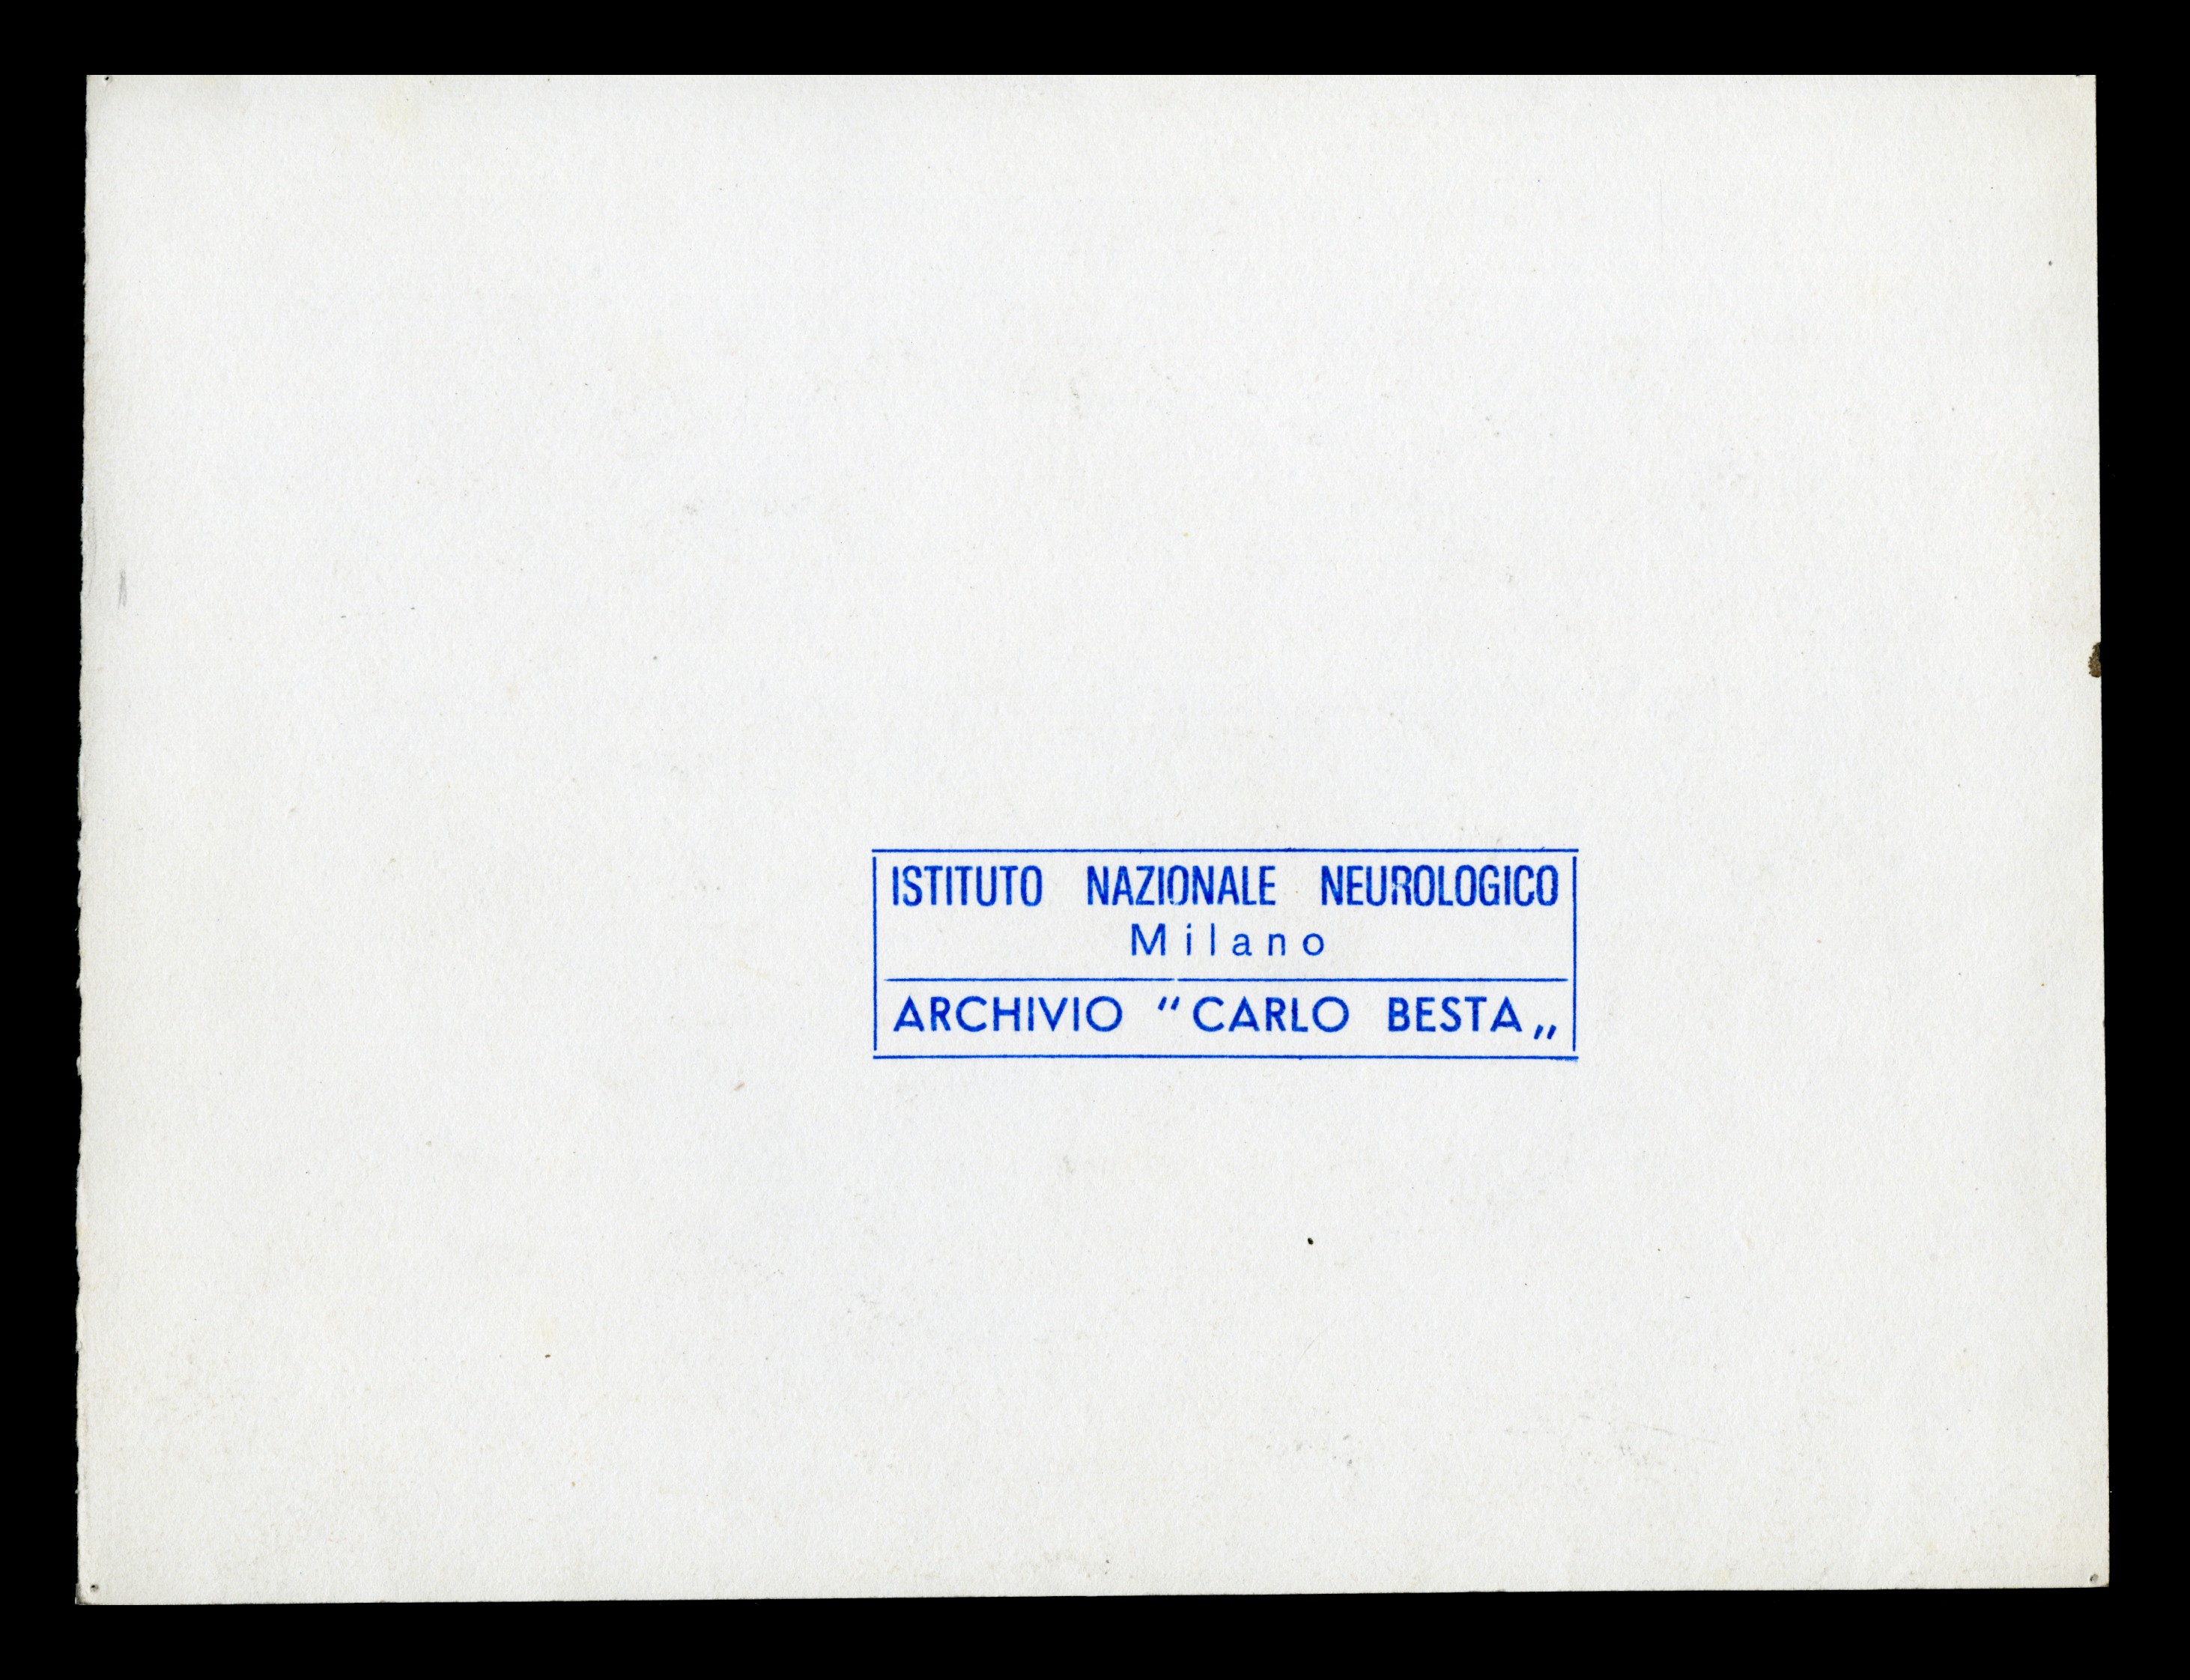 ISTITUTO NAZIONALE NEUROLOGICO
Milano
ARCHIVIO “CARLO BESTA„